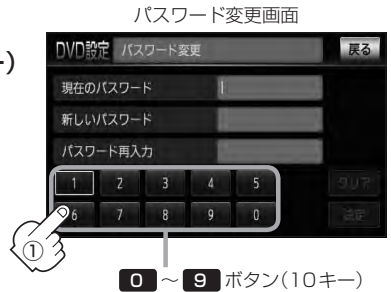 パスワード変更画面
DVD設定 パスワード変更 戻る
現在のパスワード
新しいパスワード
パスワード再入力
1 2 3 4 5 クリア
6 7 8 9 0 決定
①
0 ～ 9 ボタン(10キー)